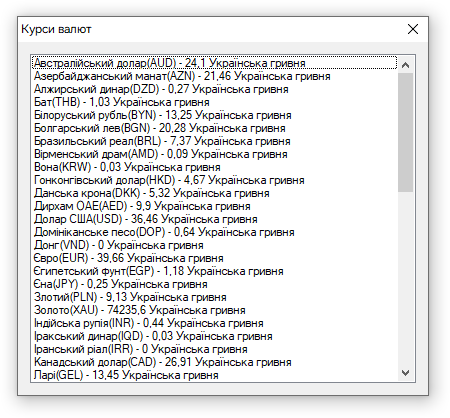 Курси валют
Австралійський долар(AUD) - 24,1 Українська гривня
Азербайджанський манат(AZN) - 21,46 Українська гривня
Алжирський динар(DZD) - 0,27 Українська гривня
Бат(THB) - 1,03 Українська гривня
Білоруський рубль(BYN) - 13,25 Українська гривня
Болгарський лев(BGN) - 20,28 Українська гривня
Бразильський реал(BRL) - 7,37 Українська гривня
Вірменський драм(AMD) - 0,09 Українська гривня
Вона(KRW) - 0,03 Українська гривня
Гонконгівський долар(HKD) - 4,67 Українська гривня
Данська крона(DKK) - 5,32 Українська гривня
Дирхам ОАЕ(AED) - 9,9 Українська гривня
Долар США(USD) - 36,46 Українська гривня
Домініканське песо(DOP) - 0,64 Українська гривня
Донг(VND) - 0 Українська гривня
Євро(EUR) - 39,66 Українська гривня
Єгипетський фунт(EGP) - 1,18 Українська гривня
Єна(JPY) - 0,25 Українська гривня
Злотий(PLN) - 9,13 Українська гривня
Золото(XAU) - 74235,6 Українська гривня
Індійська рупія(INR) - 0,44 Українська гривня
Іракський динар(IQD) - 0,03 Українська гривня
Іранський ріал(IRR) - 0 Українська гривня
Канадський долар(CAD) - 26,91 Українська гривня
Ларі(GEL) - 13,45 Українська гривня